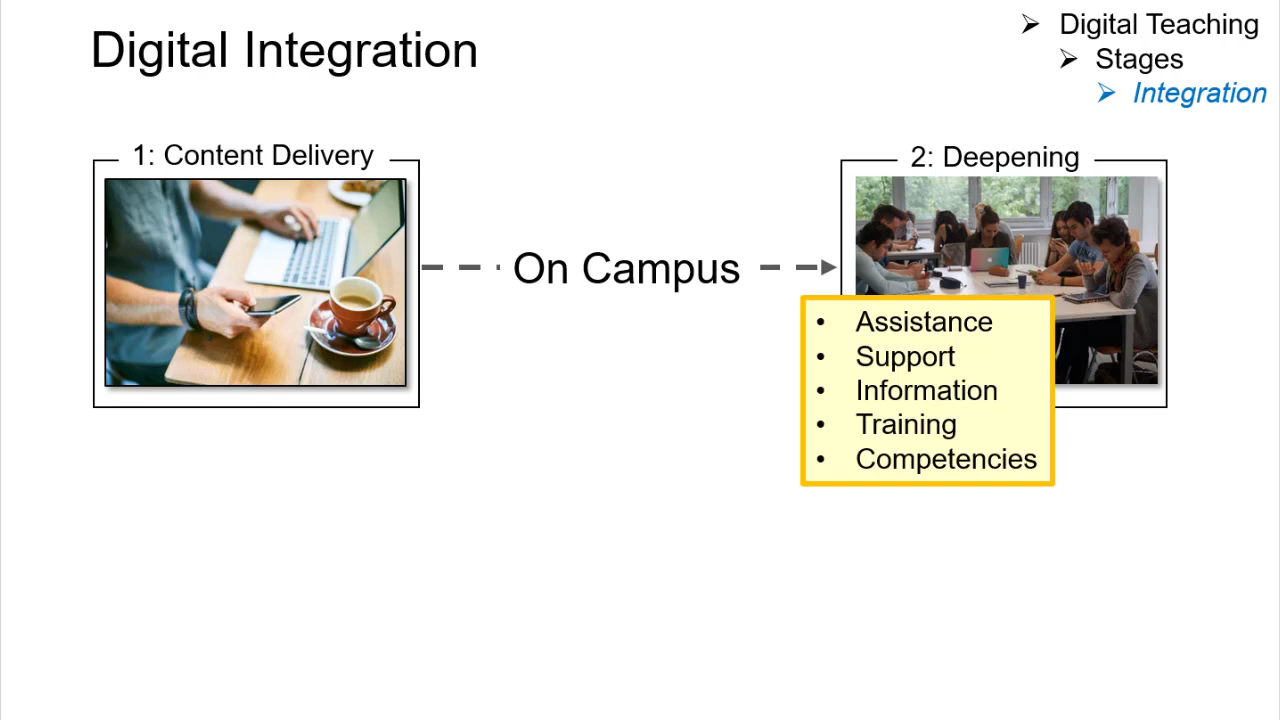 Digital Integration
➢ Digital Teaching
➢ Stages
➢ Integration
1: Content Delivery
2: Deepening
On Campus
• Assistance
• Support
• Information
• Training
• Competencies